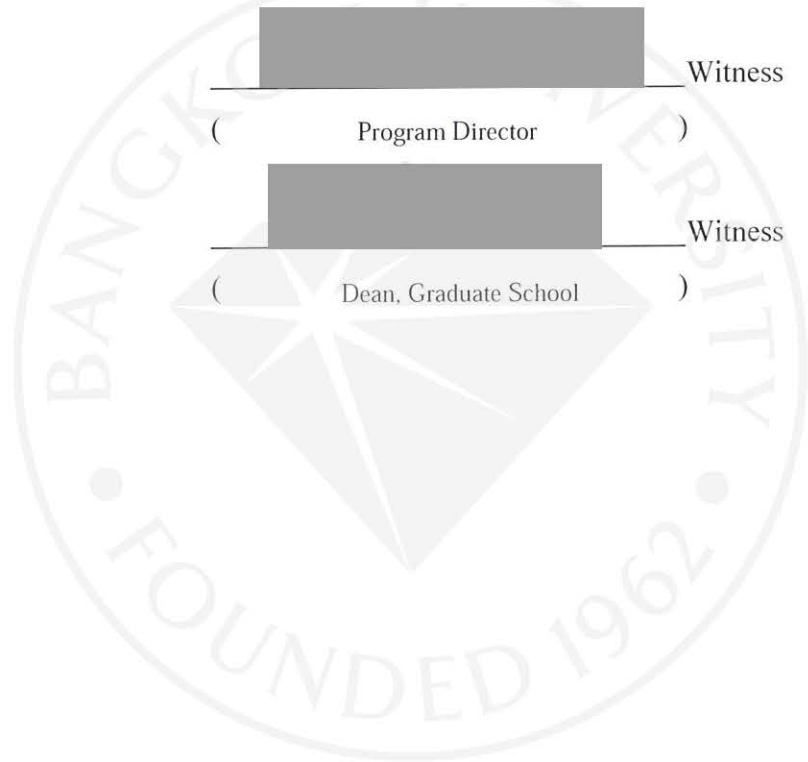 Witness
( Program Director )
Witness
( Dean, Graduate School )
BANGKOK UNIVERSITY
• FOUNDED 1962 •